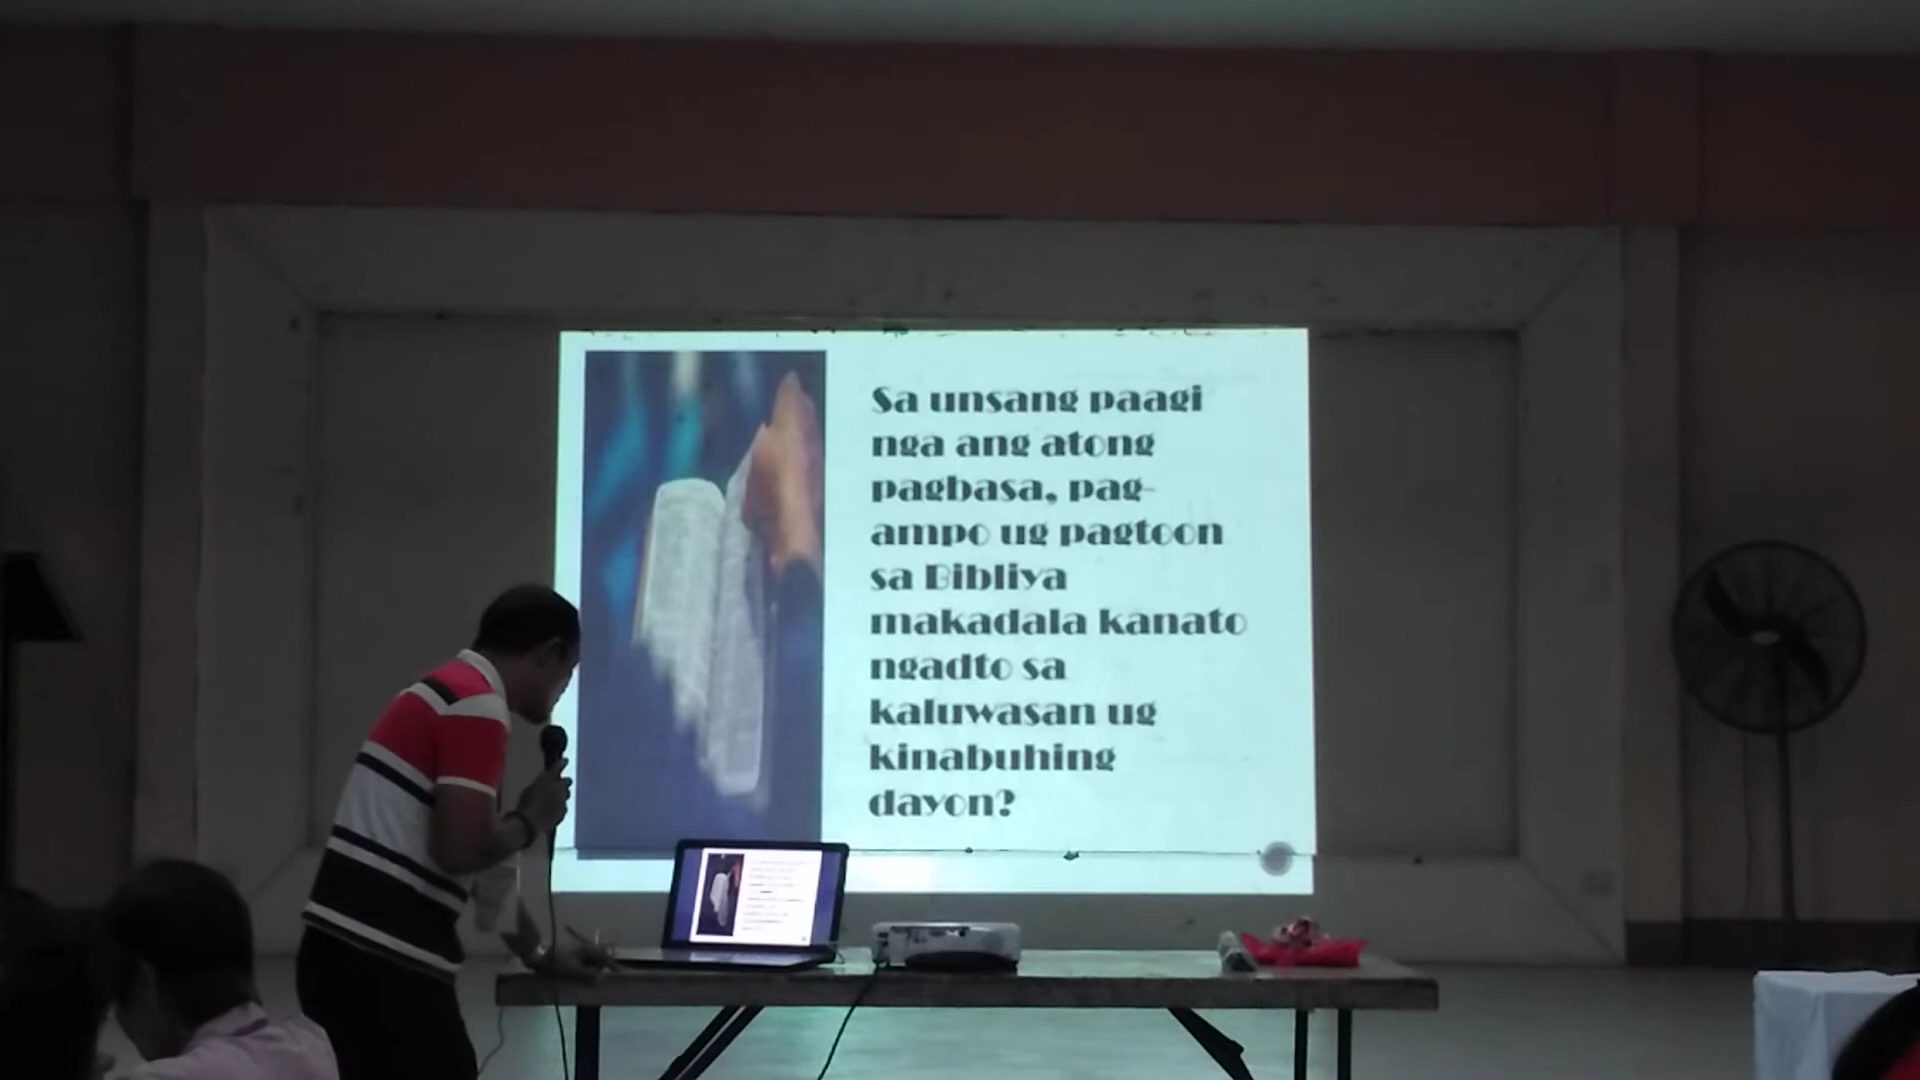 Sa unsang paagi
nga ang atong
pagbasa, pag-
ampo ug pagtoon
sa Bibliya
makadala kanato
ngadto sa
kaluwasan ug
kinabuhing
dayon?